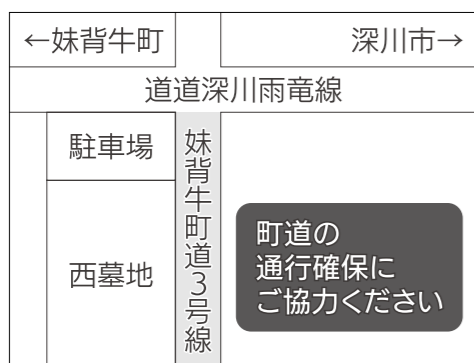 ←妹背牛町
深川市→
道道深川雨竜線
駐車場
妹背牛町道3号線
西墓地
町道の
通行確保に
ご協力ください